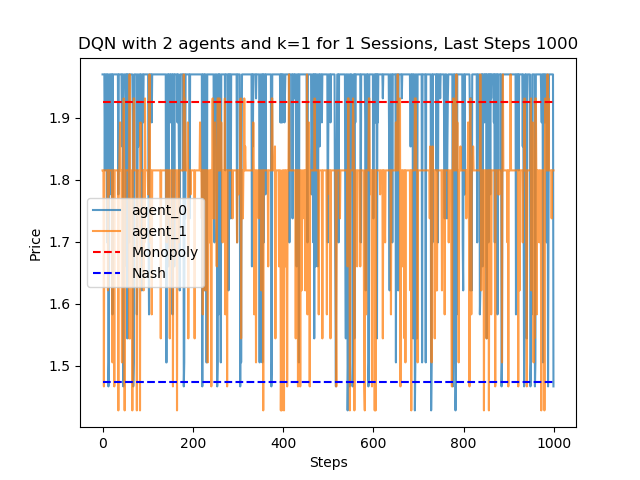 DQN with 2 agents and k=1 for 1 Sessions, Last Steps 1000
Price
1.9
1.8
1.7
1.6
1.5
agent_0
agent_1
Monopoly
Nash
0
200
400
600
800
1000
Steps